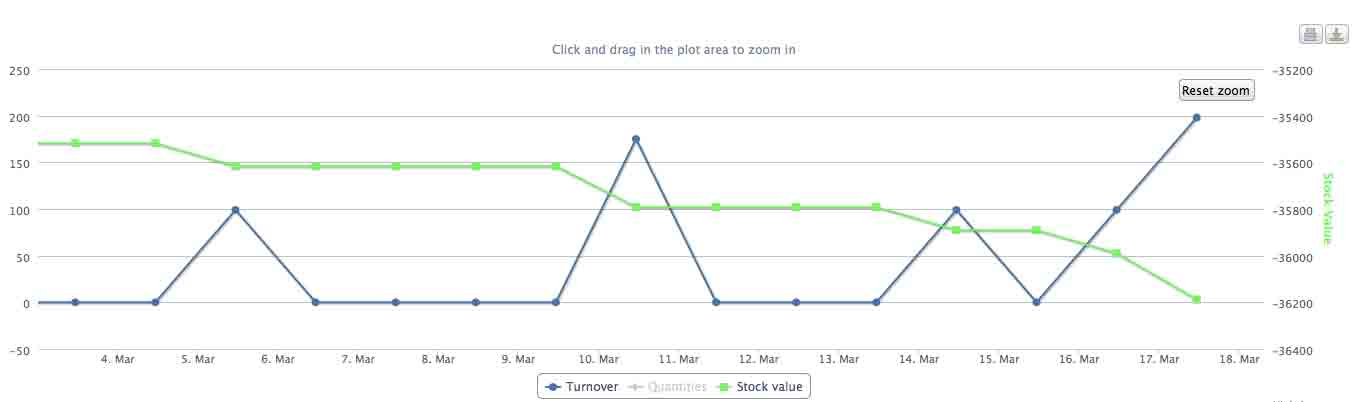 Click and drag in the plot area to zoom in
Reset zoom
250
200
150
100
50
0
-50
-35200
-35400
-35600
-35800
-36000
-36200
-36400
Stock Value
4. Mar 5. Mar 6. Mar 7. Mar 8. Mar 9. Mar 10. Mar 11. Mar 12. Mar 13. Mar 14. Mar 15. Mar 16. Mar 17. Mar 18. Mar
Turnover Quantities Stock value